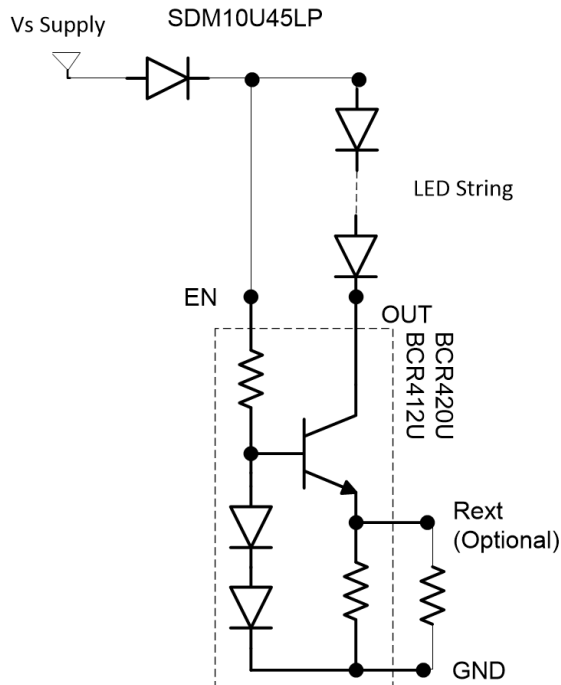 SDM10U45LP
Vs Supply
LED String
EN
OUT
BCR420U
BCR412U
Rext
(Optional)
GND